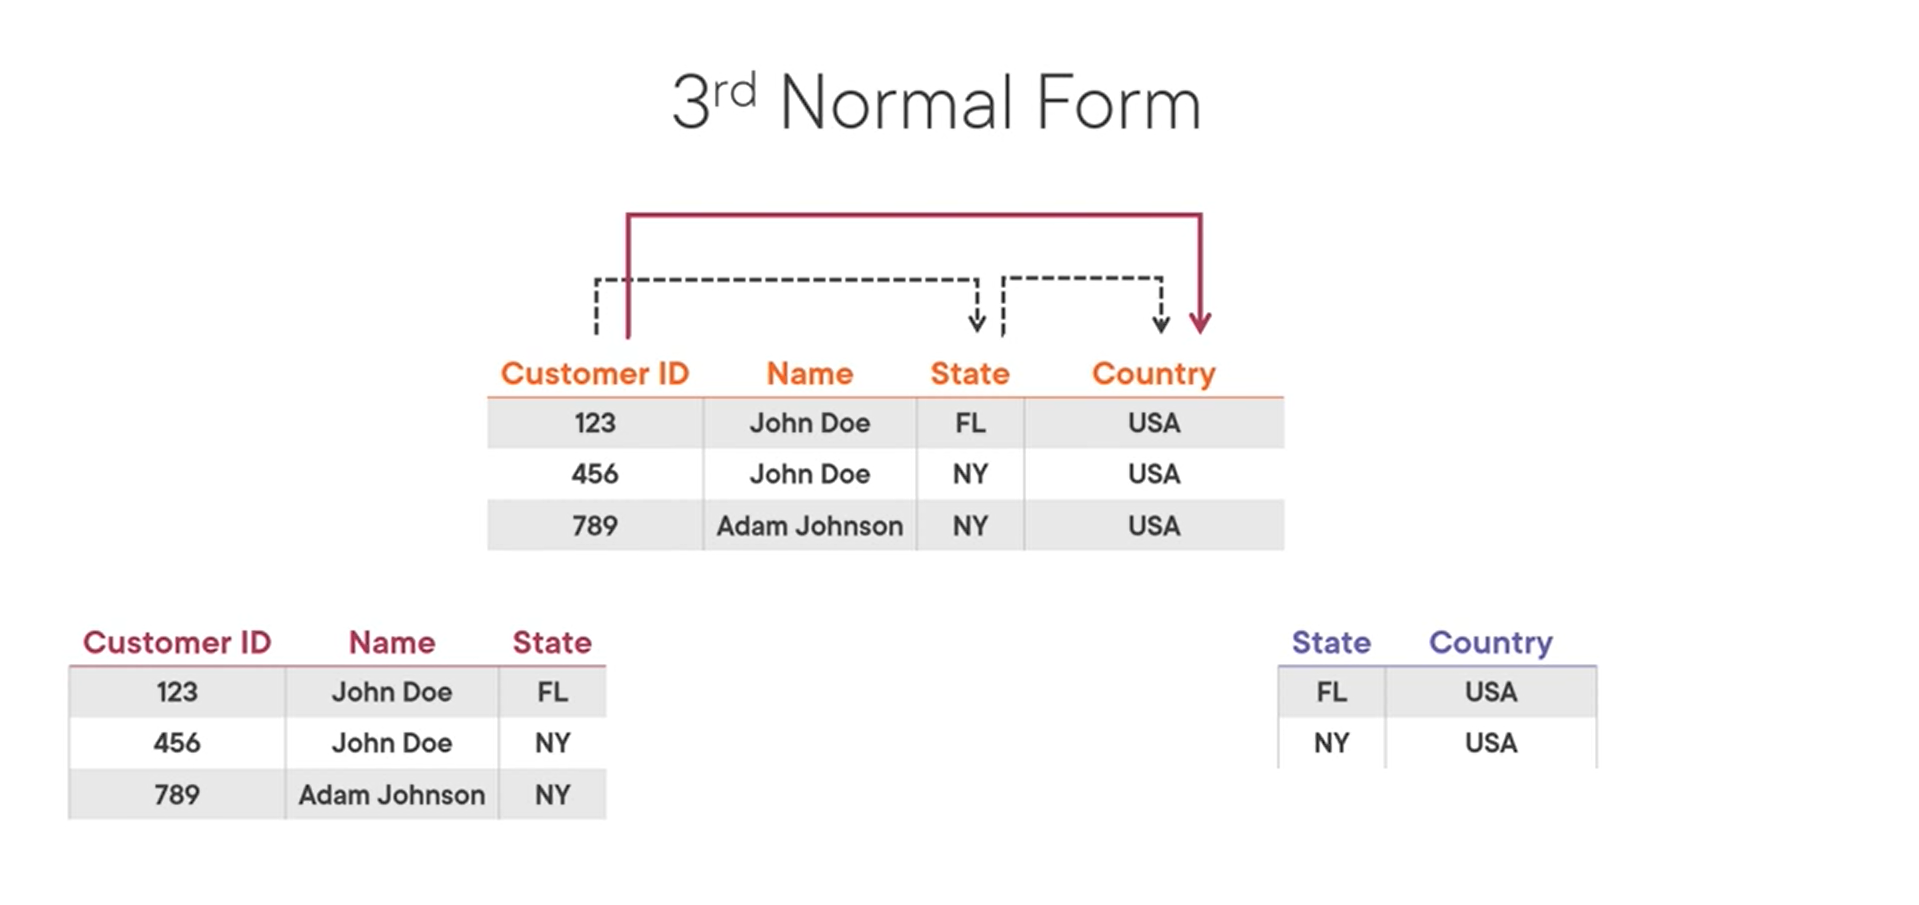 3rd Normal Form
Customer ID Name State Country
123 John Doe FL USA
456 John Doe NY USA
789 Adam Johnson NY USA
Customer ID Name State
123 John Doe FL
456 John Doe NY
789 Adam Johnson NY
State Country
FL USA
NY USA